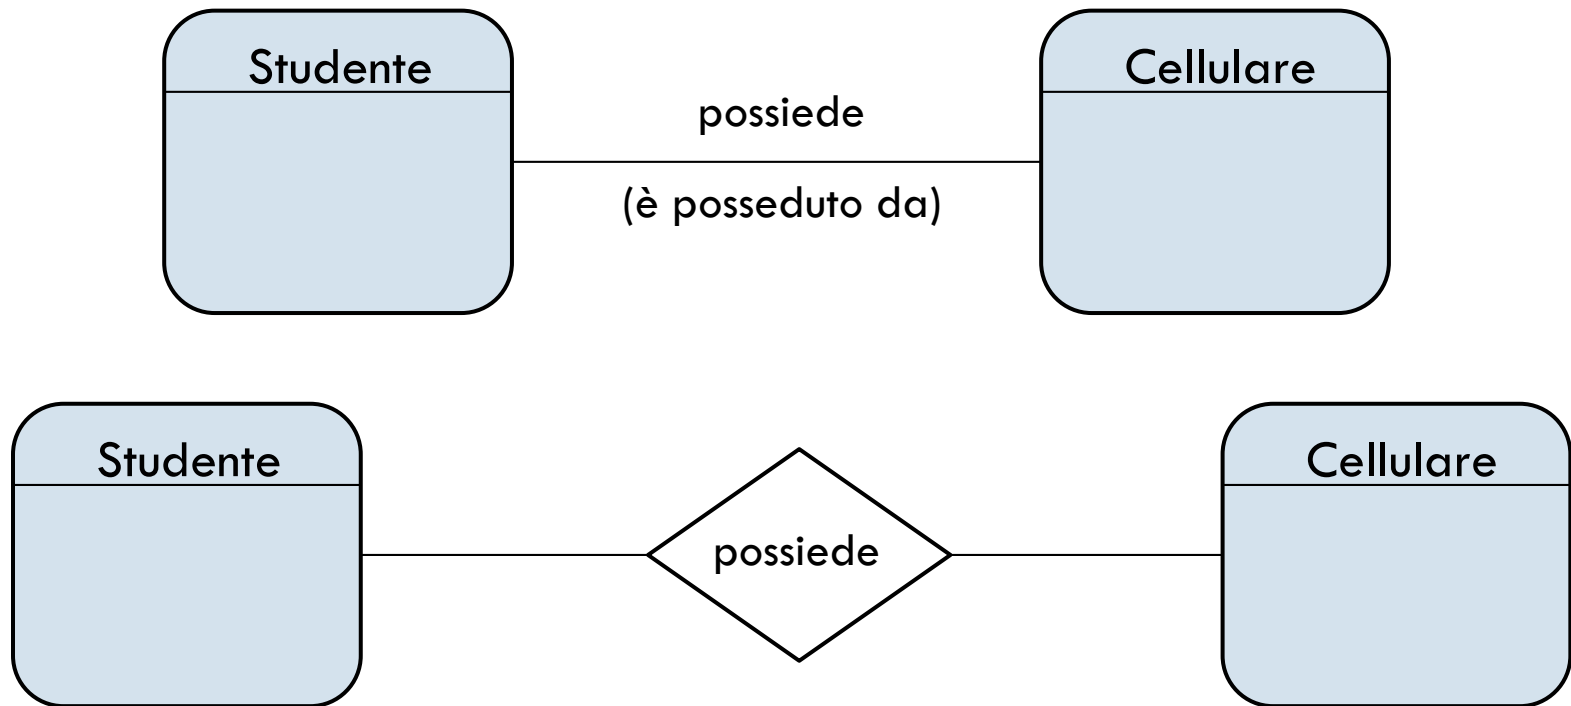 Studente
Cellulare
possiede
(è posseduto da)
Studente
Cellulare
possiede